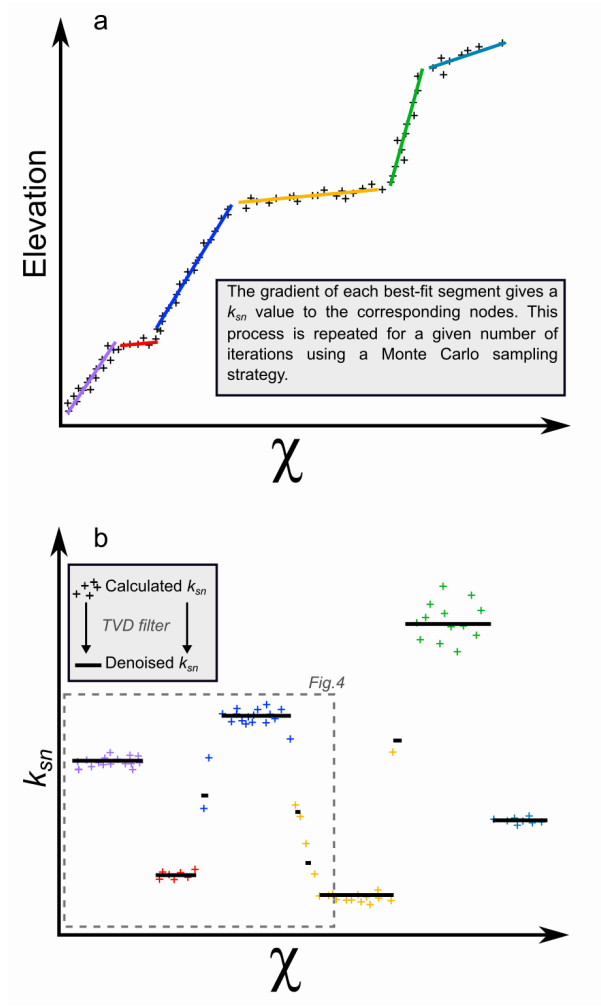 a
Elevation
The gradient of each best-fit segment gives a
ksn value to the corresponding nodes. This
process is repeated for a given number of
iterions using a Monte Carlo sampling
strategy.
χ
b
Calculated ksn
TVD filter
Denoised ksn
Fig.4
ksn
χ